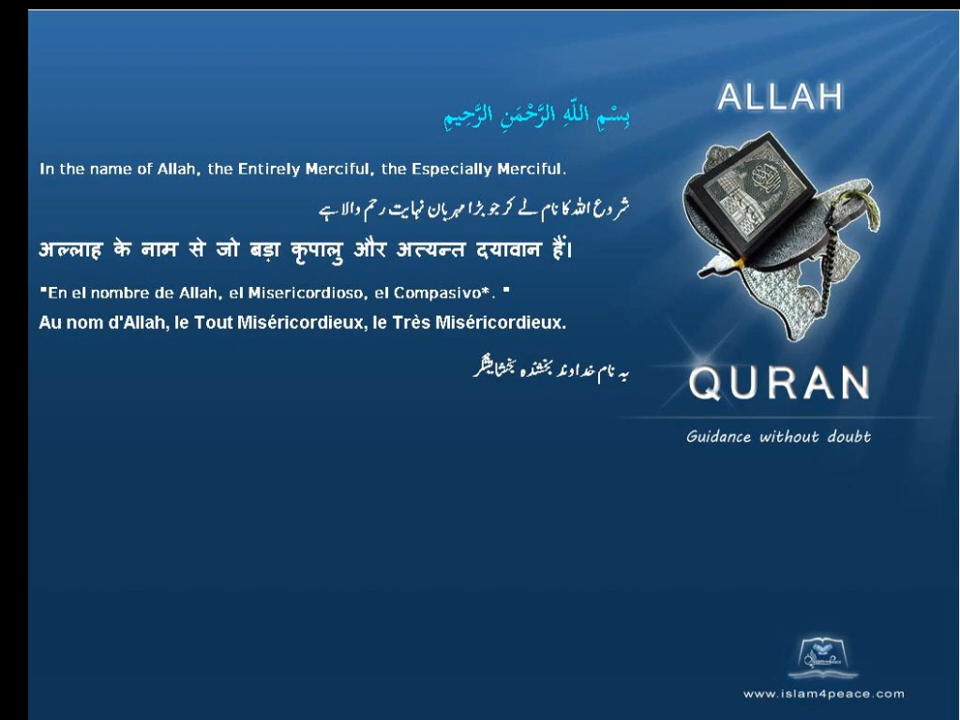 بِسْمِ اللّهِ الرَّحْمَنِ الرَّحِيمِ
In the name of Allah, the Entirely Merciful, the Especially Merciful.
شروع اللہ کا نام لے کر جو بڑا مہربان نہایت رحم والا ہے
अल्लाह के नाम से जो बड़ा कृपालु और अत्यन्त दयावान हैं।
"En el nombre de Allah, el Misericordioso, el Compasivo*. "
Au nom d'Allah, le Tout Miséricordieux, le Très Miséricordieux.
به نام خداوند بخشنده بخشایشگر
ALLAH
QURAN
Guidance without doubt
www.islam4peace.com